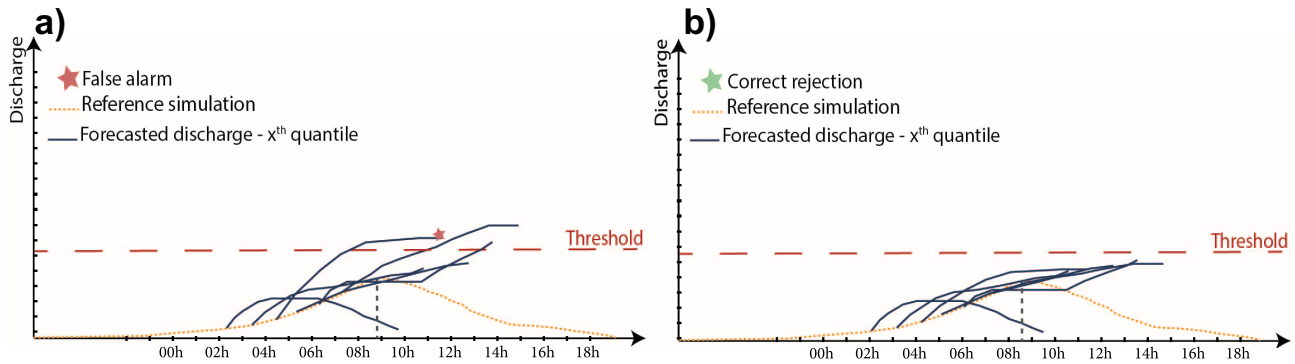 a)
Discharge
False alarm
Reference simulation
Forecasted discharge - xth quantile
Threshold
00h 02h 04h 06h 08h 10h 12h 14h 16h 18h
b)
Discharge
Correct rejection
Reference simulation
Forecasted discharge - xth quantile
Threshold
00h 02h 04h 06h 08h 10h 12h 14h 16h 18h